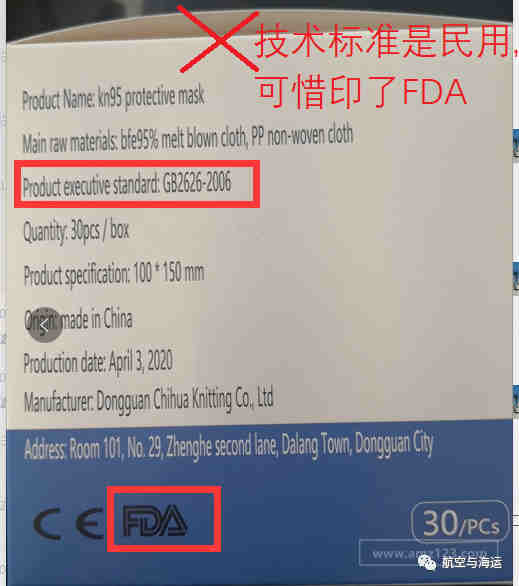 技术标准是民用,
可惜印了FDA
Product Name: kn95 protective mask
Main raw materials: bfe95% melt blown cloth, PP non-woven cloth
Product executive standard: GB2626-2006
Quantity: 30pcs / box
Product specification: 100 * 150 mm
Origin: made in China
Production date: April 3, 2020
Manufacturer: Dongguan Chihua Knitting Co., Ltd
Address: Room 101, No. 29, Zhenghe second lane, Dalang Town, Dongguan City
CE FDA
30/PCs
www.amz123.com
航空与海运